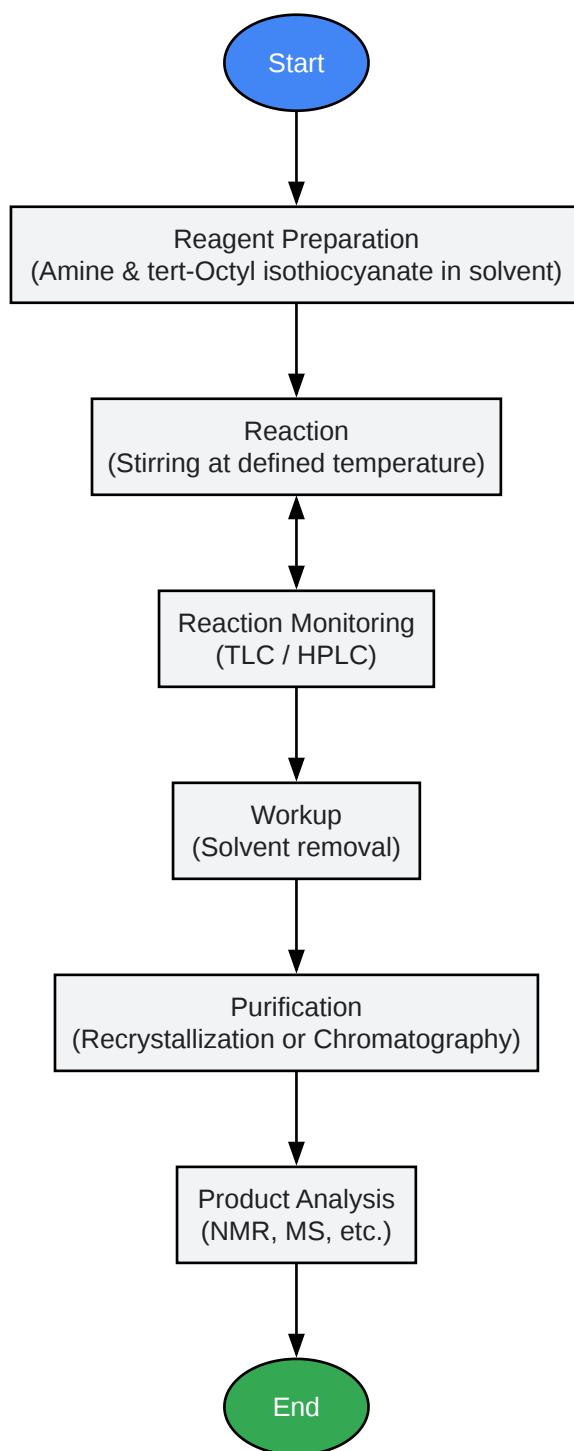 Start
Reagent Preparation
(Amine & tert-Octyl isothiocyanate in solvent)
Reaction
(Stirring at defined temperature)
Reaction Monitoring
(TLC / HPLC)
Workup
(Solvent removal)
Purification
(Recrystallization or Chromatography)
Product Analysis
(NMR, MS, etc.)
End